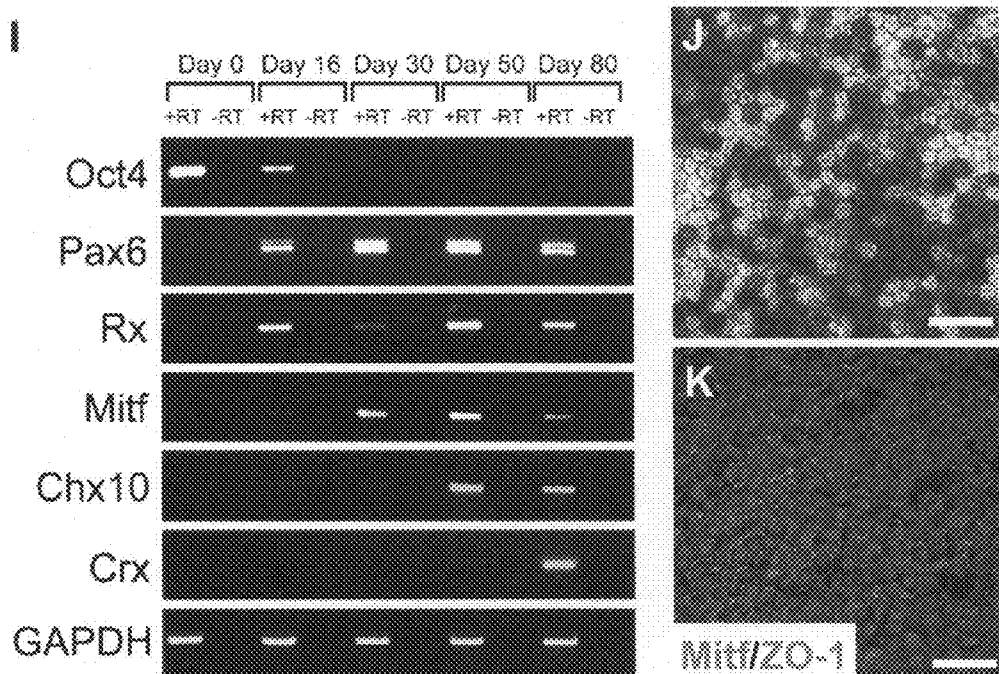 I
Day 0 Day 16 Day 30 Day 50 Day 80
+RT -RT +RT -RT +RT -RT +RT -RT +RT -RT
Oct4
Pax6
Rx
Mitf
Chx10
Crx
GAPDH
J
K
Mitf/ZO-1